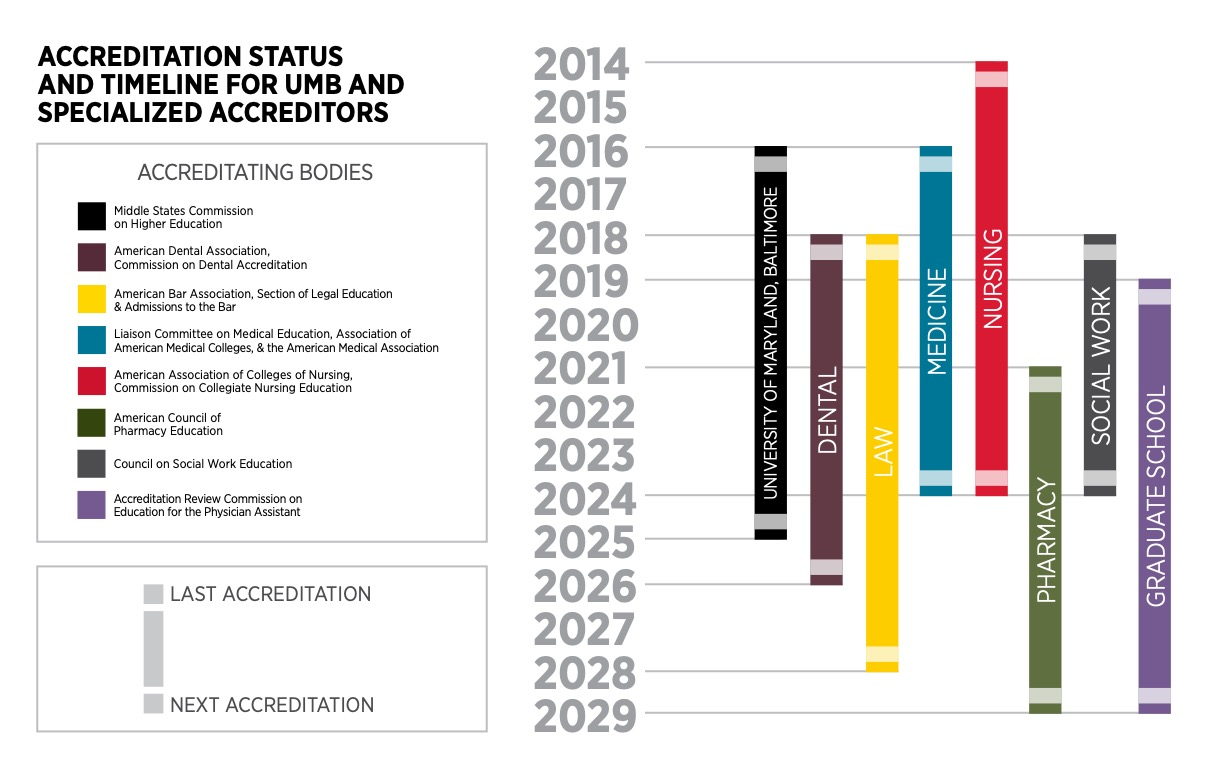 ACCREDITATION STATUS
AND TIMELINE FOR UMB AND
SPECIALIZED ACCREDITORS
ACCREDITATING BODIES
Middle States Commission
on Higher Education
American Dental Association,
Commission on Dental Accreditation
American Bar Association, Section of Legal Education
& Admissions to the Bar
Liaison Committee on Medical Education, Association of
American Medical Colleges, & the American Medical Association
American Association of Colleges of Nursing,
Commission on Collegiate Nursing Education
American Council of
Pharmacy Education
Council on Social Work Education
Accreditation Review Commission on
Education for the Physician Assistant
LAST ACCREDITATION
NEXT ACCREDITATION
2014
2015
2016
2017
2018
2019
2020
2021
2022
2023
2024
2025
2026
2027
2028
2029
UNIVERSITY OF MARYLAND, BALTIMORE
DENTAL
LAW
MEDICINE
NURSING
PHARMACY
SOCIAL WORK
GRADUATE SCHOOL